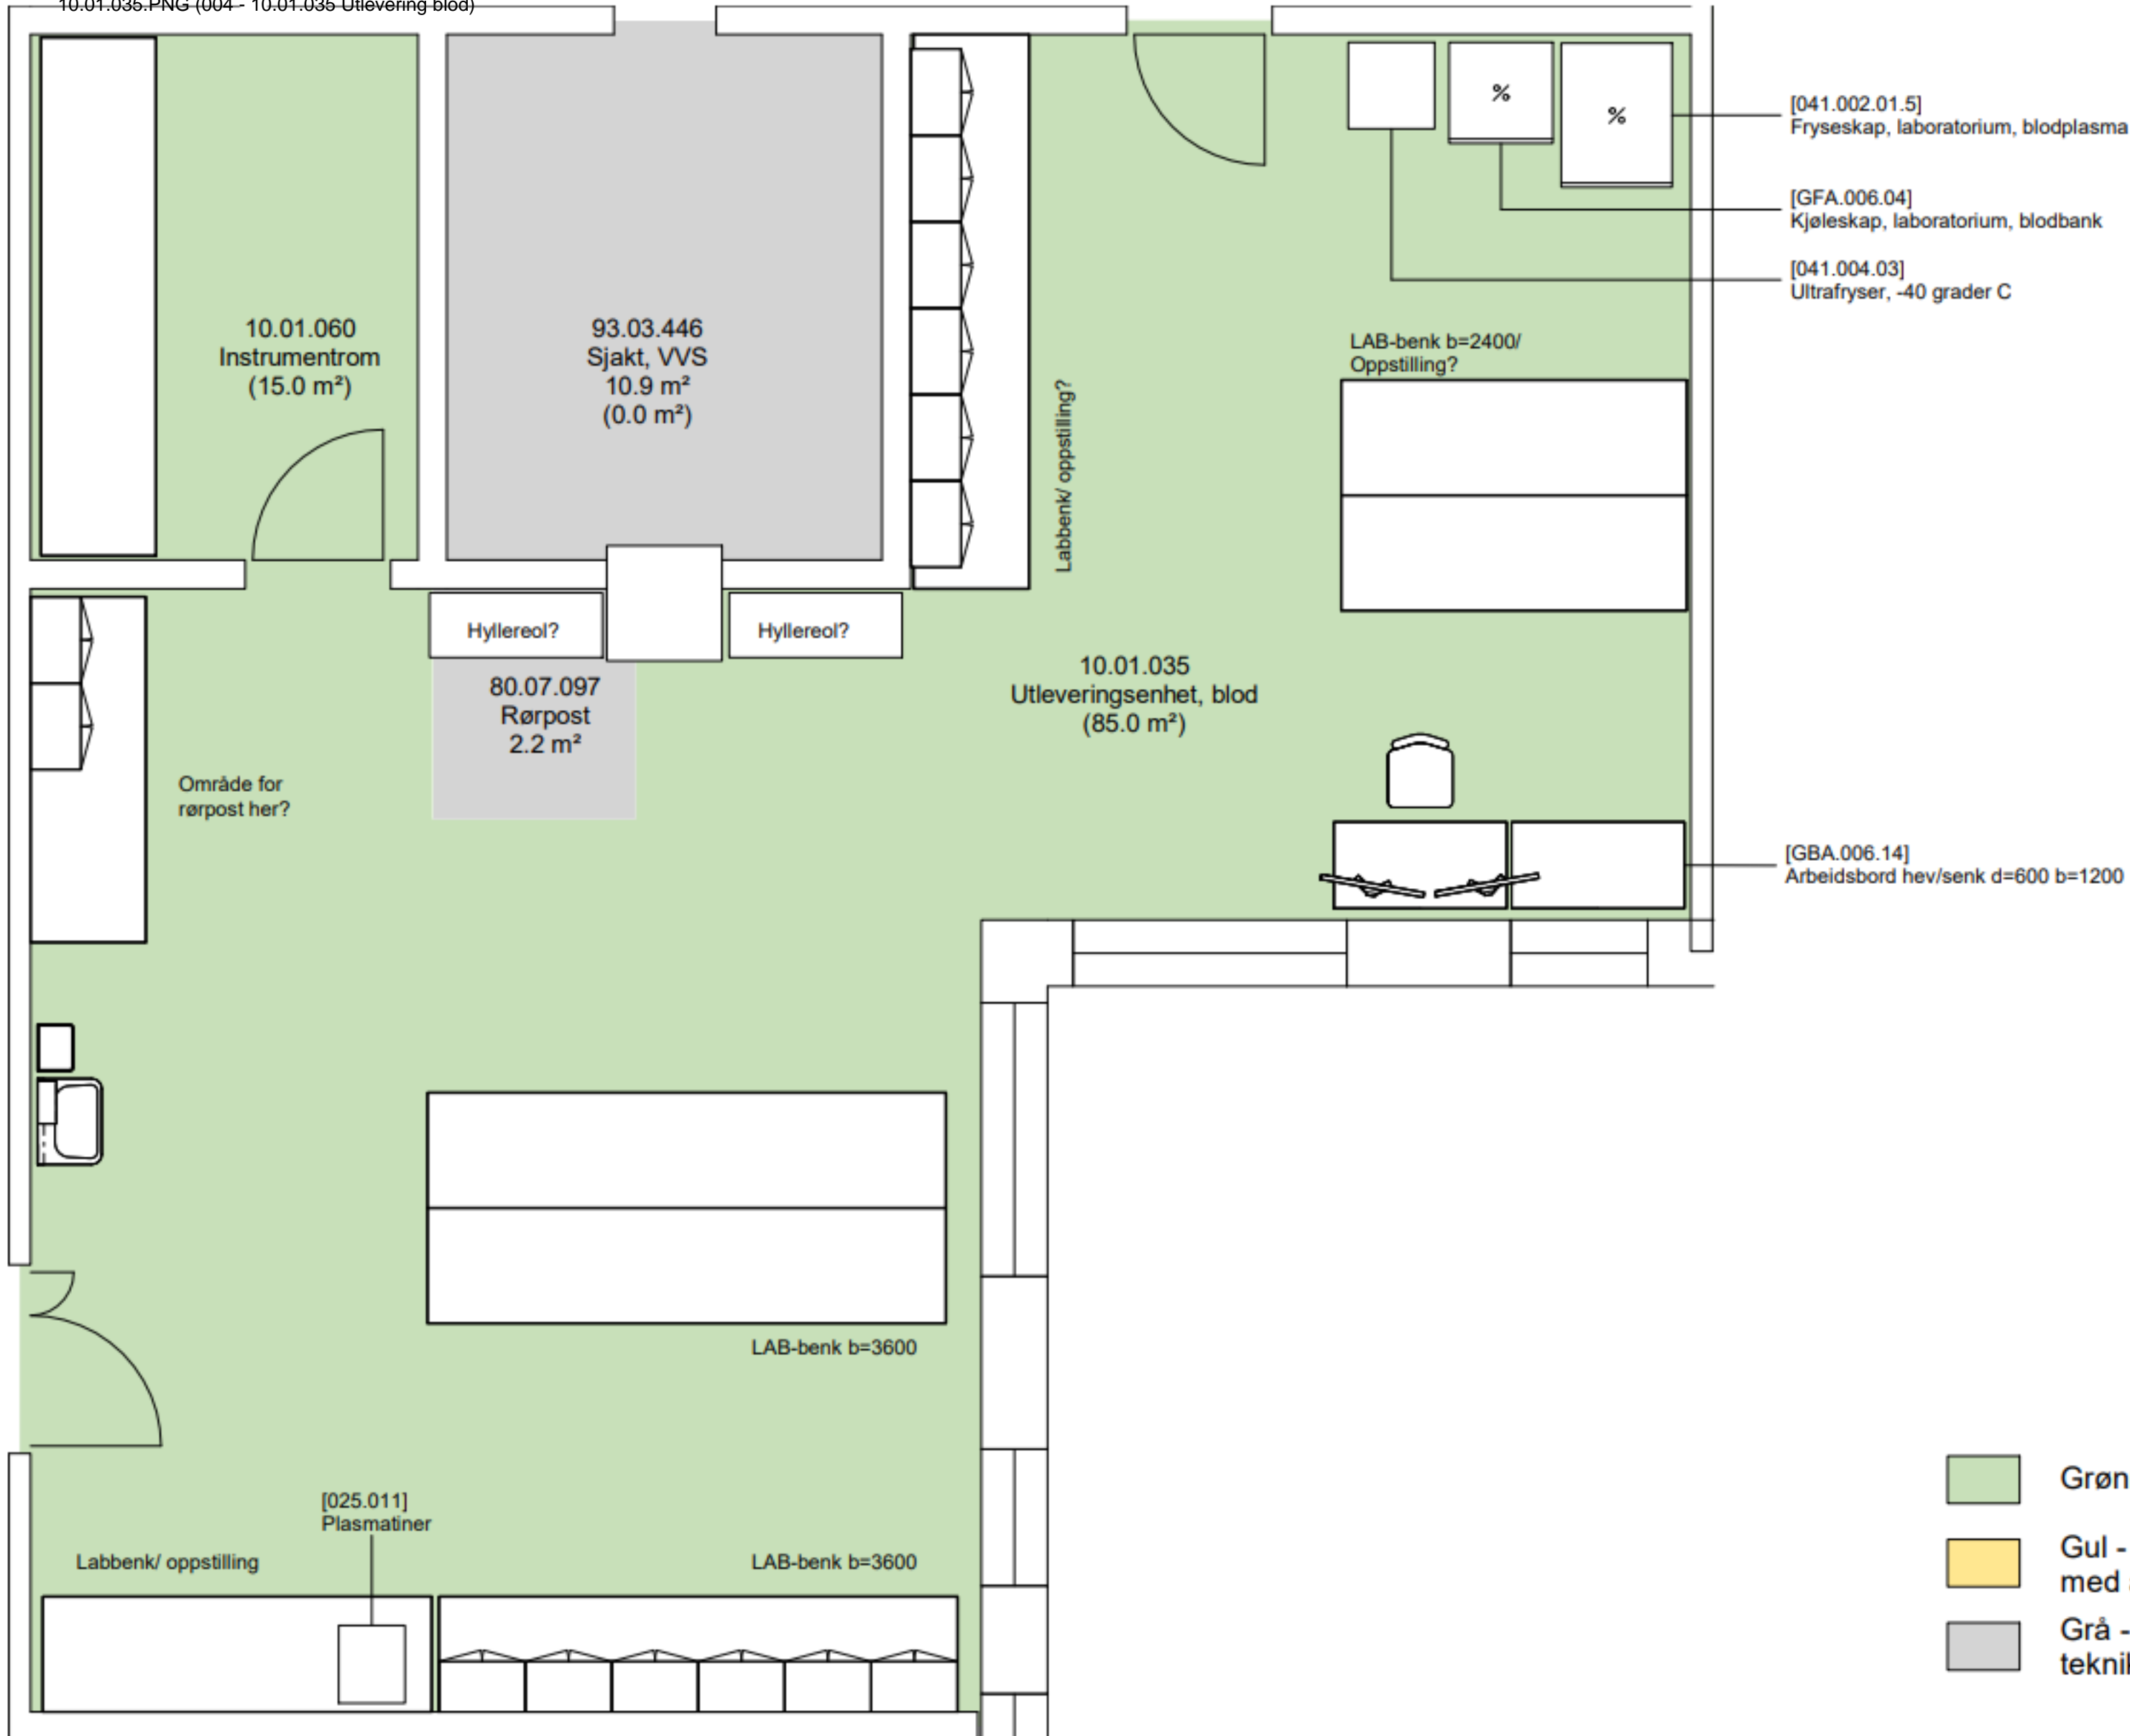 10.01.035.PNG (004 - 10.01.035 Utlevering blod)
[041.002.01.5]
Fryseskap, laboratorium, blodplasma
%
%
[GFA.006.04]
Kjøleskap, laboratorium, blodbank
[041.004.03]
Ultrafryser, -40 grader C
10.01.060
Instrumentrom
(15.0 m²)
93.03.446
Sjakt, VVS
10.9 m²
(0.0 m²)
LAB-benk b=2400/
Oppstilling?
Labbenk/ oppstilling?
Hyllereol?
Hyllereol?
80.07.097
Rørpost
2.2 m²
10.01.035
Utleveringsenhet, blod
(85.0 m²)
Område for
rørpost her?
[GBA.006.14]
Arbeidsbord hev/senk d=600 b=1200
LAB-benk b=3600
[025.011]
Plasmatiner
Labbenk/ oppstilling
LAB-benk b=3600
Grøn
Gul -
med
Grå -